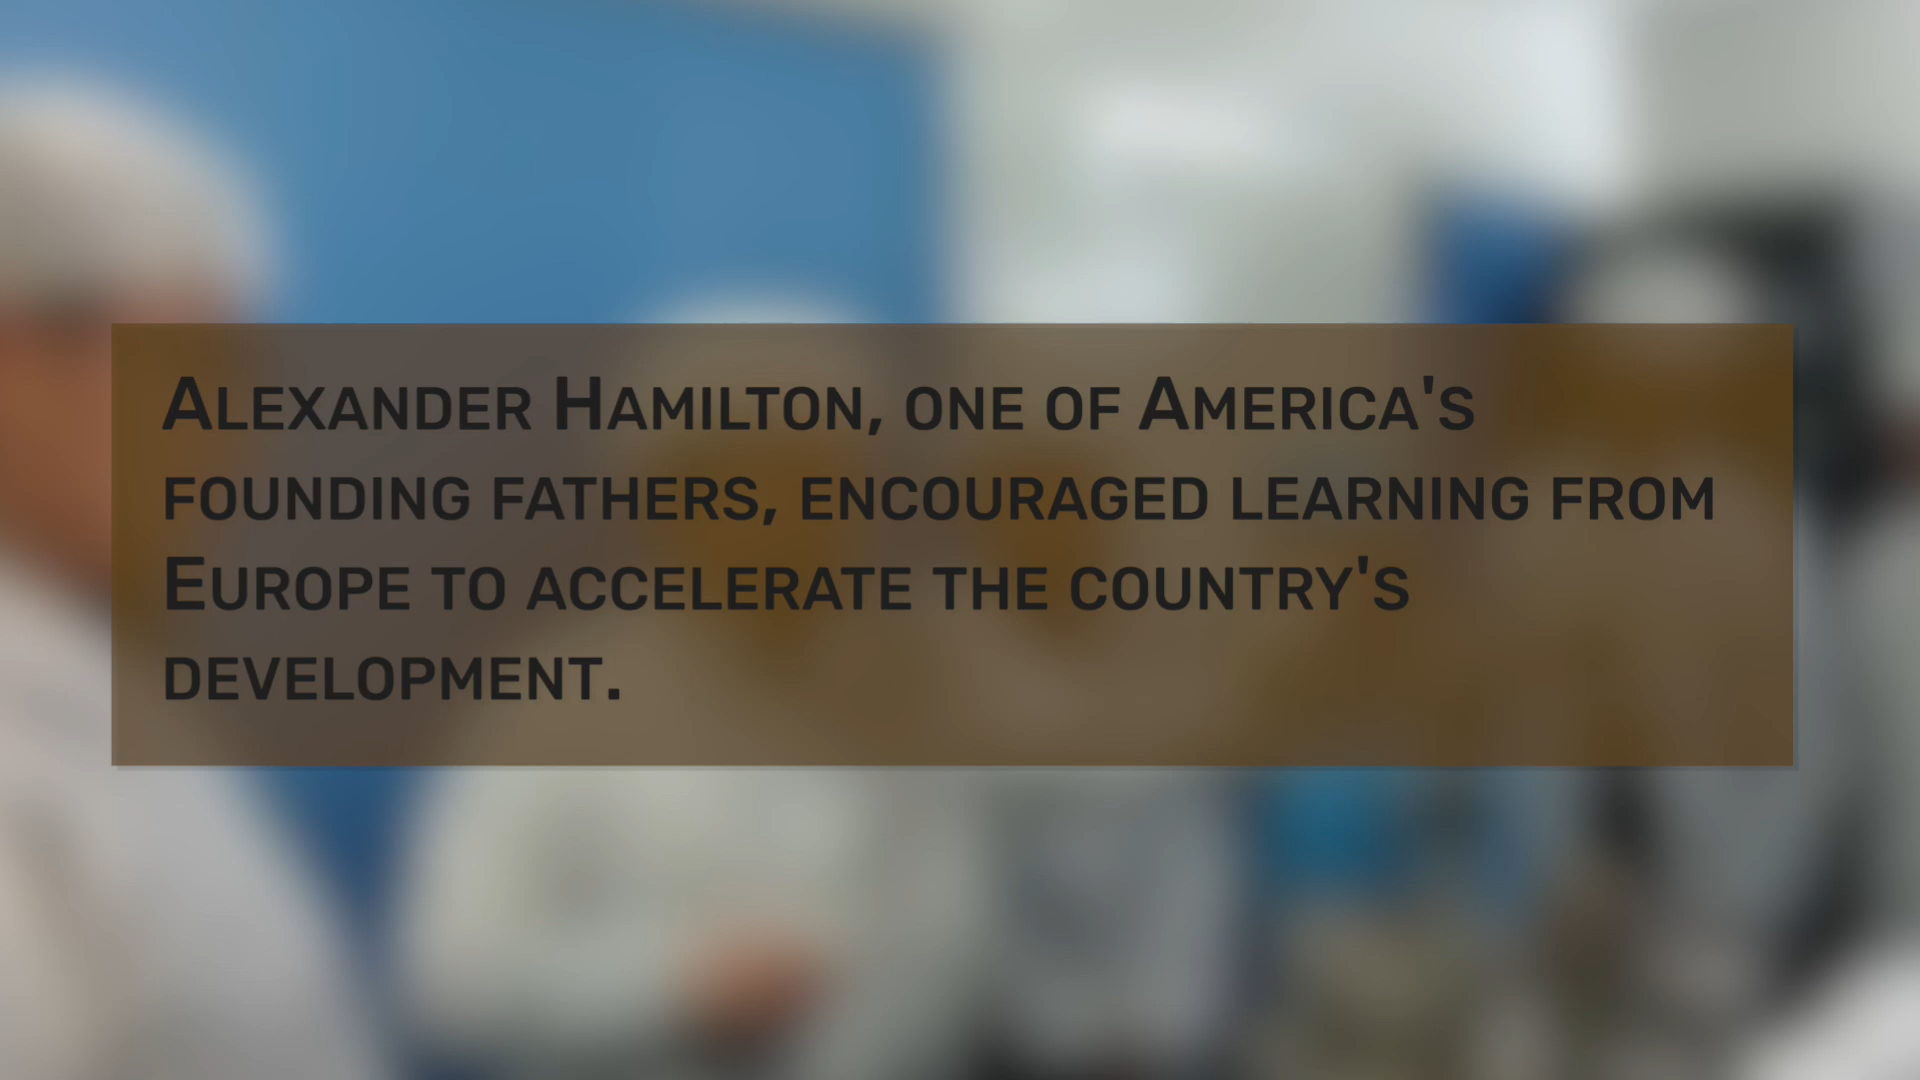 Alexander Hamilton, one of America's
founding fathers, encouraged learning from
Europe to accelerate the country's
development.